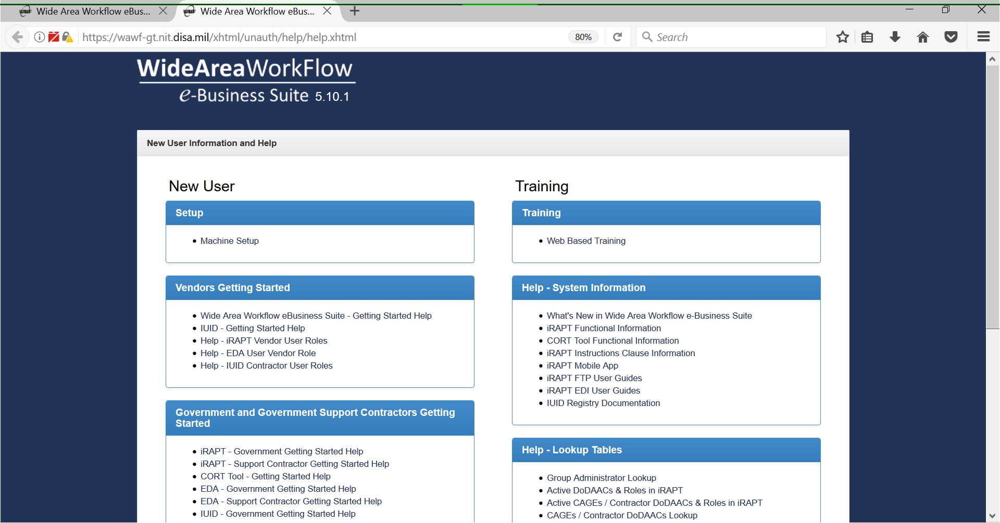 Wide Area Workflow eBus...
Wide Area Workflow eBus...
https://wawf-gt.nit.disa.mil/xhtml/unauth/help/help.xhtml
80%
Search
WideAreaWorkFlow
e-Business Suite 5.10.1
New User Information and Help
New User
Setup
Machine Setup
Vendors Getting Started
Wide Area Workflow eBusiness Suite - Getting Started Help
IUID - Getting Started Help
Help - iRAPT Vendor User Roles
Help - EDA User Vendor Role
Help - IUID Contractor User Roles
Government and Government Support Contractors Getting
Started
iRAPT - Government Getting Started Help
iRAPT - Support Contractor Getting Started Help
CORT Tool - Getting Started Help
EDA - Government Getting Started Help
EDA - Support Contractor Getting Started Help
IUID - Government Getting Started Help
Training
Training
Web Based Training
Help - System Information
What's New in Wide Area Workflow e-Business Suite
iRAPT Functional Information
CORT Tool Functional Information
iRAPT Instructions Clause Information
iRAPT Mobile App
iRAPT FTP User Guides
iRAPT EDI User Guides
IUID Registry Documentation
Help - Lookup Tables
Group Administrator Lookup
Active DoDAACs & Roles in iRAPT
Active CAGEs / Contractor DoDAACs & Roles in iRAPT
CAGEs / Contractor DoDAACs Lookup